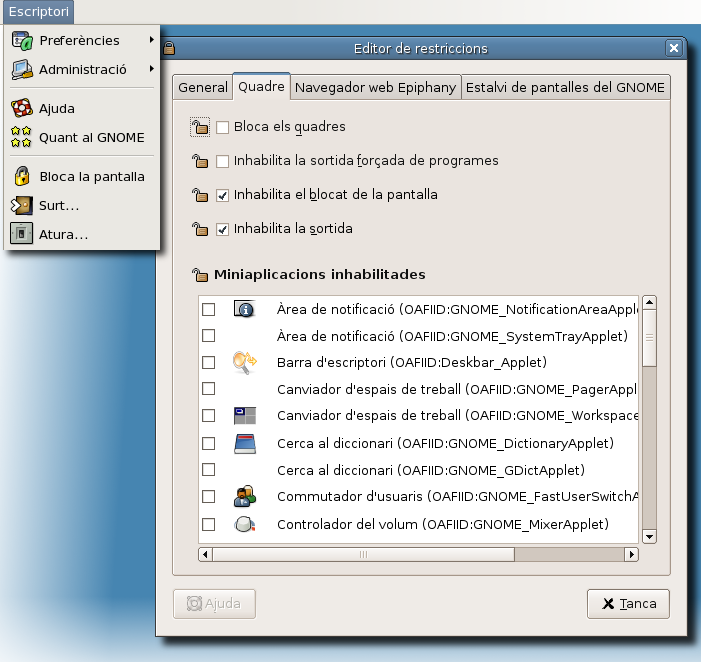 Escriptori
Preferències
Administració
Ajuda
Quant al GNOME
Bloca la pantalla
Surt...
Atura...
Editor de restriccions
General
Quadre
Navegador web Epiphany
Estalvi de pantalles del GNOME
Bloca els quadres
Inhabilita la sortida forçada de programes
Inhabilita el blocat de la pantalla
Inhabilita la sortida
Miniaplicacions inhabilitades
Àrea de notificació (OAFIID:GNOME_NotificationAreaApple
Àrea de notificació (OAFIID:GNOME_SystemTrayApplet)
Barra d'escriptori (OAFIID:Deskbar_Applet)
Canviador d'espais de treball (OAFIID:GNOME_PagerAppl
Canviador d'espais de treball (OAFIID:GNOME_Workspace
Cerca al diccionari (OAFIID:GNOME_DictionaryApplet)
Cerca al diccionari (OAFIID:GNOME_GDictApplet)
Commutador d'usuaris (OAFIID:GNOME_FastUserSwitchA
Controlador del volum (OAFIID:GNOME_MixerApplet)
Ajuda
Tanca